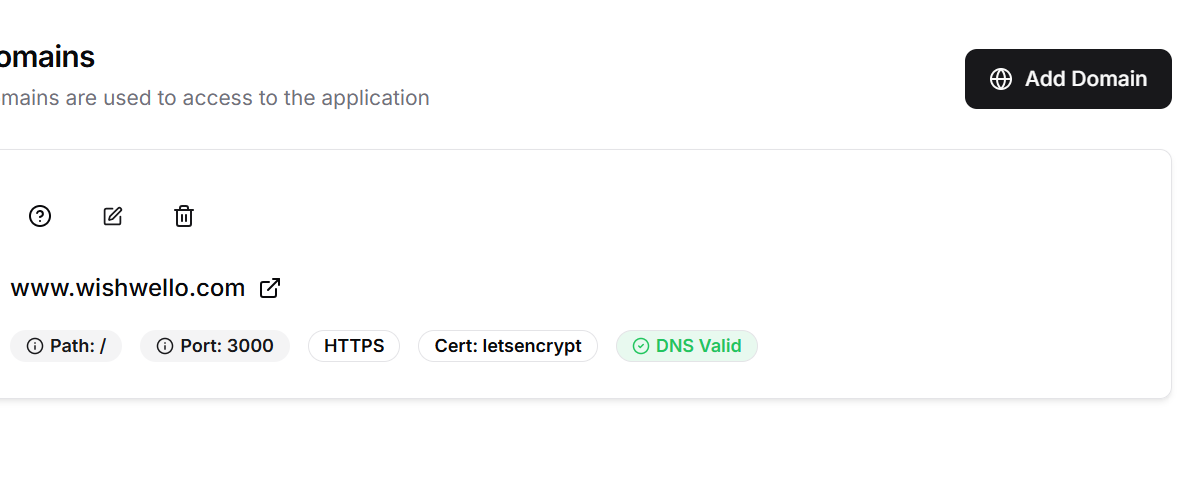 omains
Add Domain
mains are used to access to the application
www.wishwello.com
Path: / Port: 3000 HTTPS Cert: letsencrypt DNS Valid